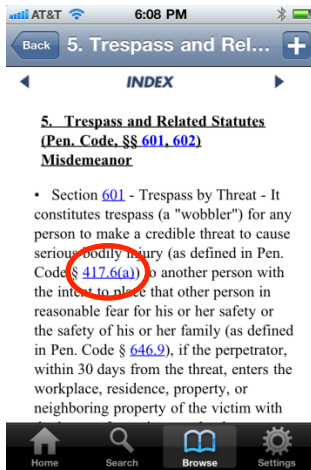 AT&T 6:08 PM
Back 5. Trespass and Rel... +
INDEX
5. Trespass and Related Statutes
(Pen. Code, §§ 601, 602)
Misdemeanor
• Section 601 - Trespass by Threat - It
constitutes trespass (a "wobbler") for any
person to make a credible threat to cause
serious bodily injury (as defined in Pen.
Code § 417.6(a)) to another person with
the intent to place that other person in
reasonable fear for his or her safety or
the safety of his or her family (as defined
in Pen. Code § 646.9), if the perpetrator,
within 30 days from the threat, enters the
workplace, residence, property, or
neighboring property of the victim with
Home Search Browse Settings